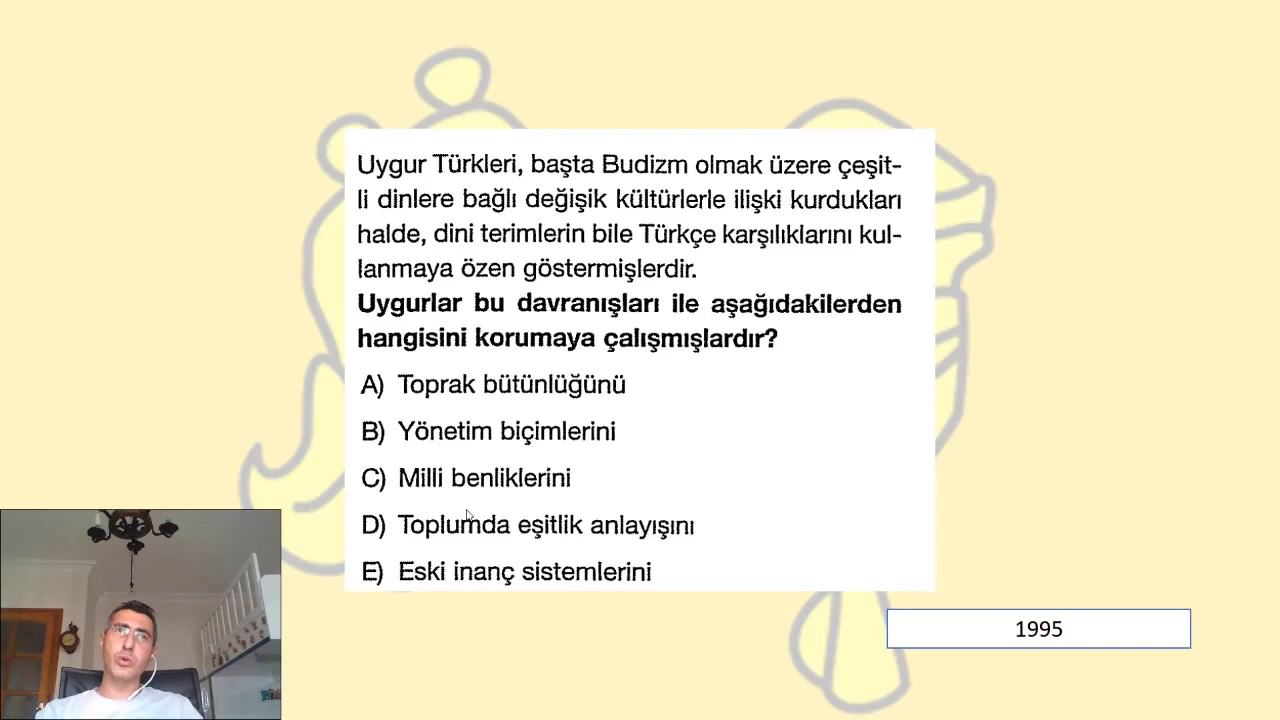 Uygur Türkleri, başta Budizm olmak üzere çeşit-
li dinlere bağlı değişik kültürlerle ilişki kurdukları
halde, dini terimlerin bile Türkçe karşılıklarını kul-
lanmaya özen göstermişlerdir.
Uygurlar bu davranışları ile aşağıdakilerden
hangisini korumaya çalışmışlardır?
A) Toprak bütünlüğünü
B) Yönetim biçimlerini
C) Milli benliklerini
D) Toplumda eşitlik anlayışını
E) Eski inanç sistemlerini
1995